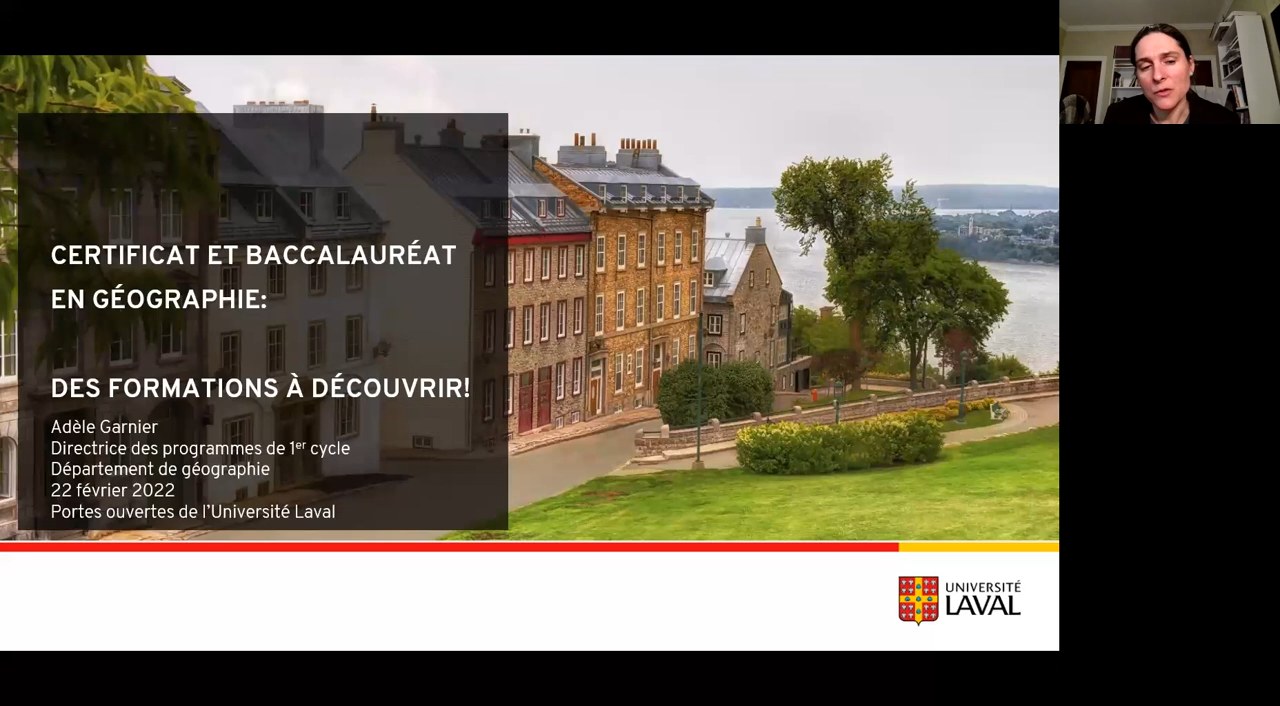 CERTIFICAT ET BACCALAURÉAT
EN GÉOGRAPHIE:
DES FORMATIONS À DÉCOUVRIR!
Adèle Garnier
Directrice des programmes de 1er cycle
Département de géographie
22 février 2022
Portes ouvertes de l'Université Laval
UNIVERSITÉ
LAVAL